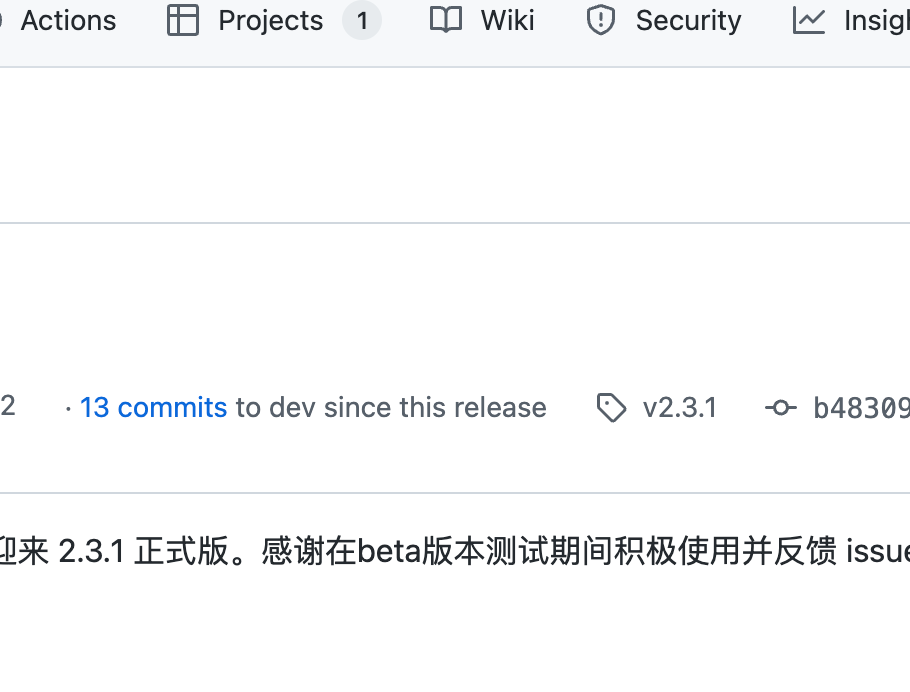 Actions Projects 1 Wiki Security
2 · 13 commits to dev since this release v2.3.1 b48309
迎来 2.3.1 正式版。感谢在beta版本测试期间积极使用并反馈 issue